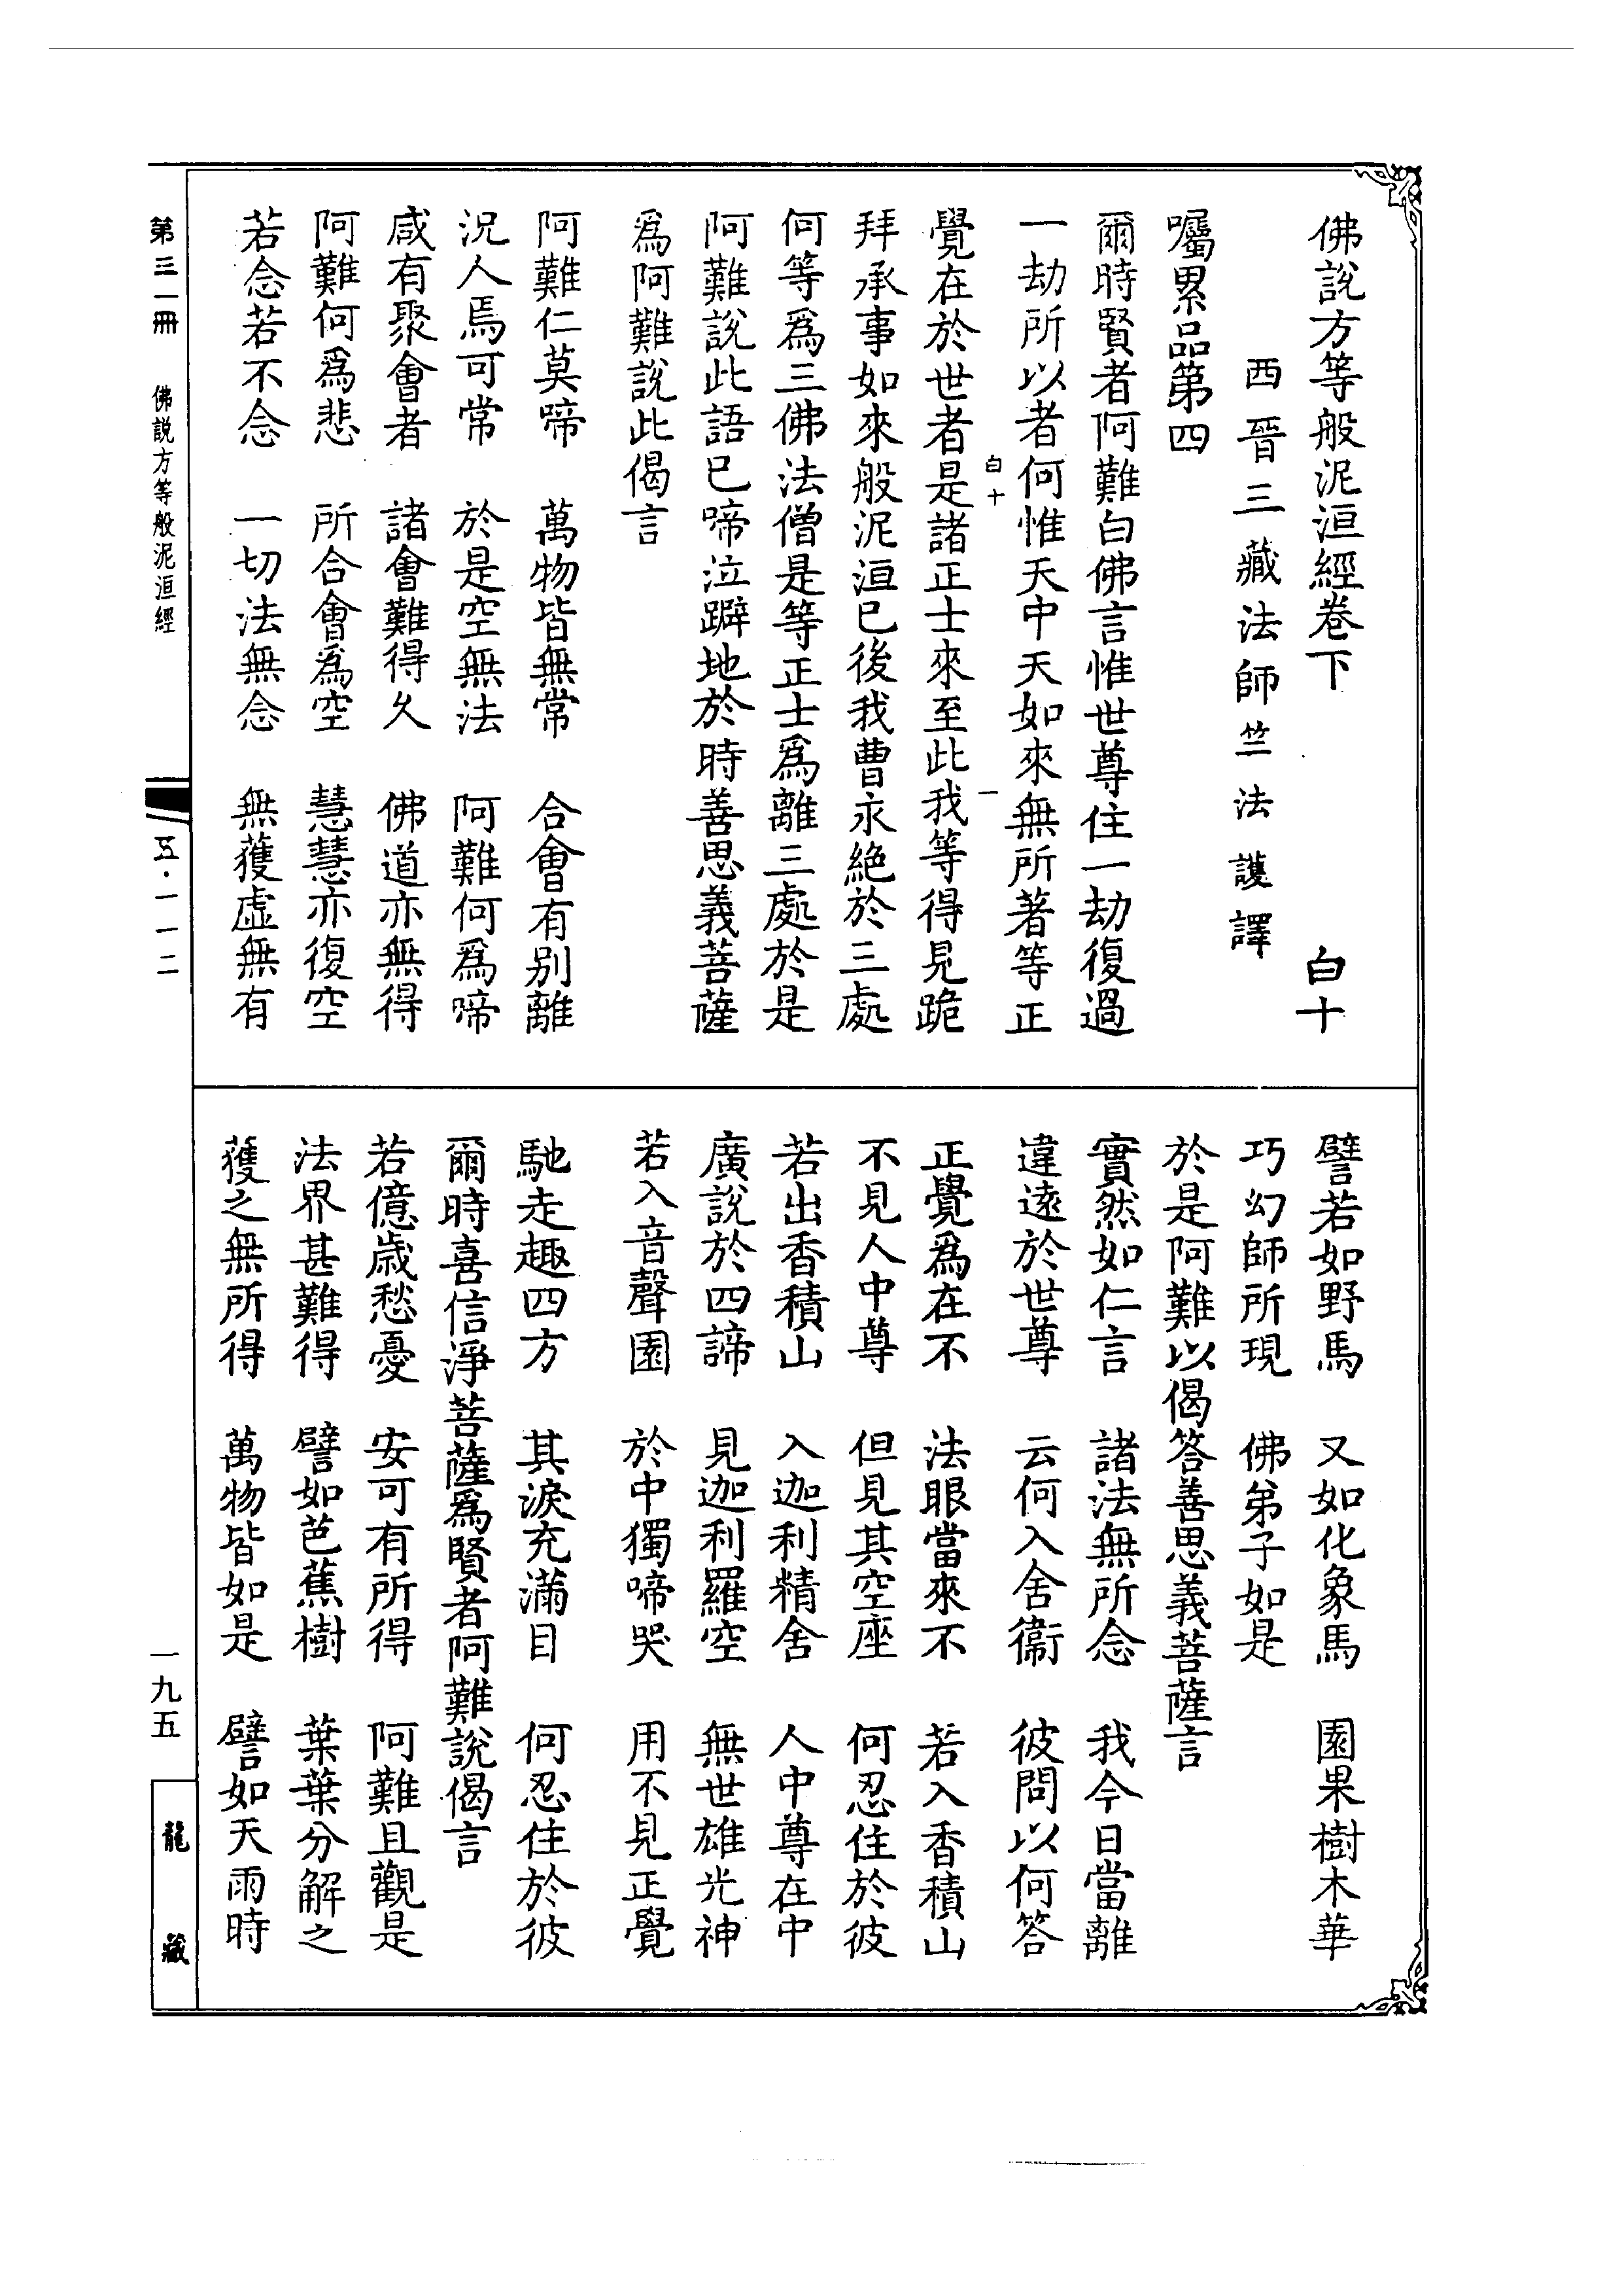 佛說方等般泥洹經卷下　白十
西晉三藏法師竺法護譯
囑累品第四
爾時賢者阿難白佛言惟世尊住一劫復過
一劫所以者何惟天中天如來無所著等正
白十　一
覺在於世者是諸正士來至此我等得見跪
拜承事如來般泥洹已後我曹永絕於三處
何等為三佛法僧是等正士為離三處於是
阿難說此語已啼泣躃地於時善思義菩薩
為阿難說此偈言
阿難仁莫啼　萬物皆無常　合會有別離
況人焉可常　於是空無法　阿難何為啼
咸有聚會者　諸會難得久　佛道亦無得
阿難何為悲　所合會為空　慧慧亦復空
若念若不念　一切法無念　無獲虛無有
譬若如野馬　又如化象馬　園果樹木華
巧幻師所現　佛弟子如是
於是阿難以偈答善思義菩薩言
實然如仁言　諸法無所念　我今日當離
違遠於世尊　云何入舍衞　彼問以何答
正覺為在不　法眼當來不　若入香積山
不見人中尊　但見其空座　何忍住於彼
若出香積山　入迦利精舍　人中尊在中
廣說於四諦　見迦利羅空　無世雄光神
若入音聲園　於中獨啼哭　用不見正覺
馳走趣四方　其淚充滿目　何忍住於彼
爾時喜信淨菩薩為賢者阿難說偈言
若億歲愁憂　安可有所得　阿難且觀是
法界甚難得　譬如芭蕉樹　葉葉分解之
獲之無所得　萬物皆如是　譬如天雨時
第三一冊　佛說方等般泥洹經
五·一一二
一九五
龍藏